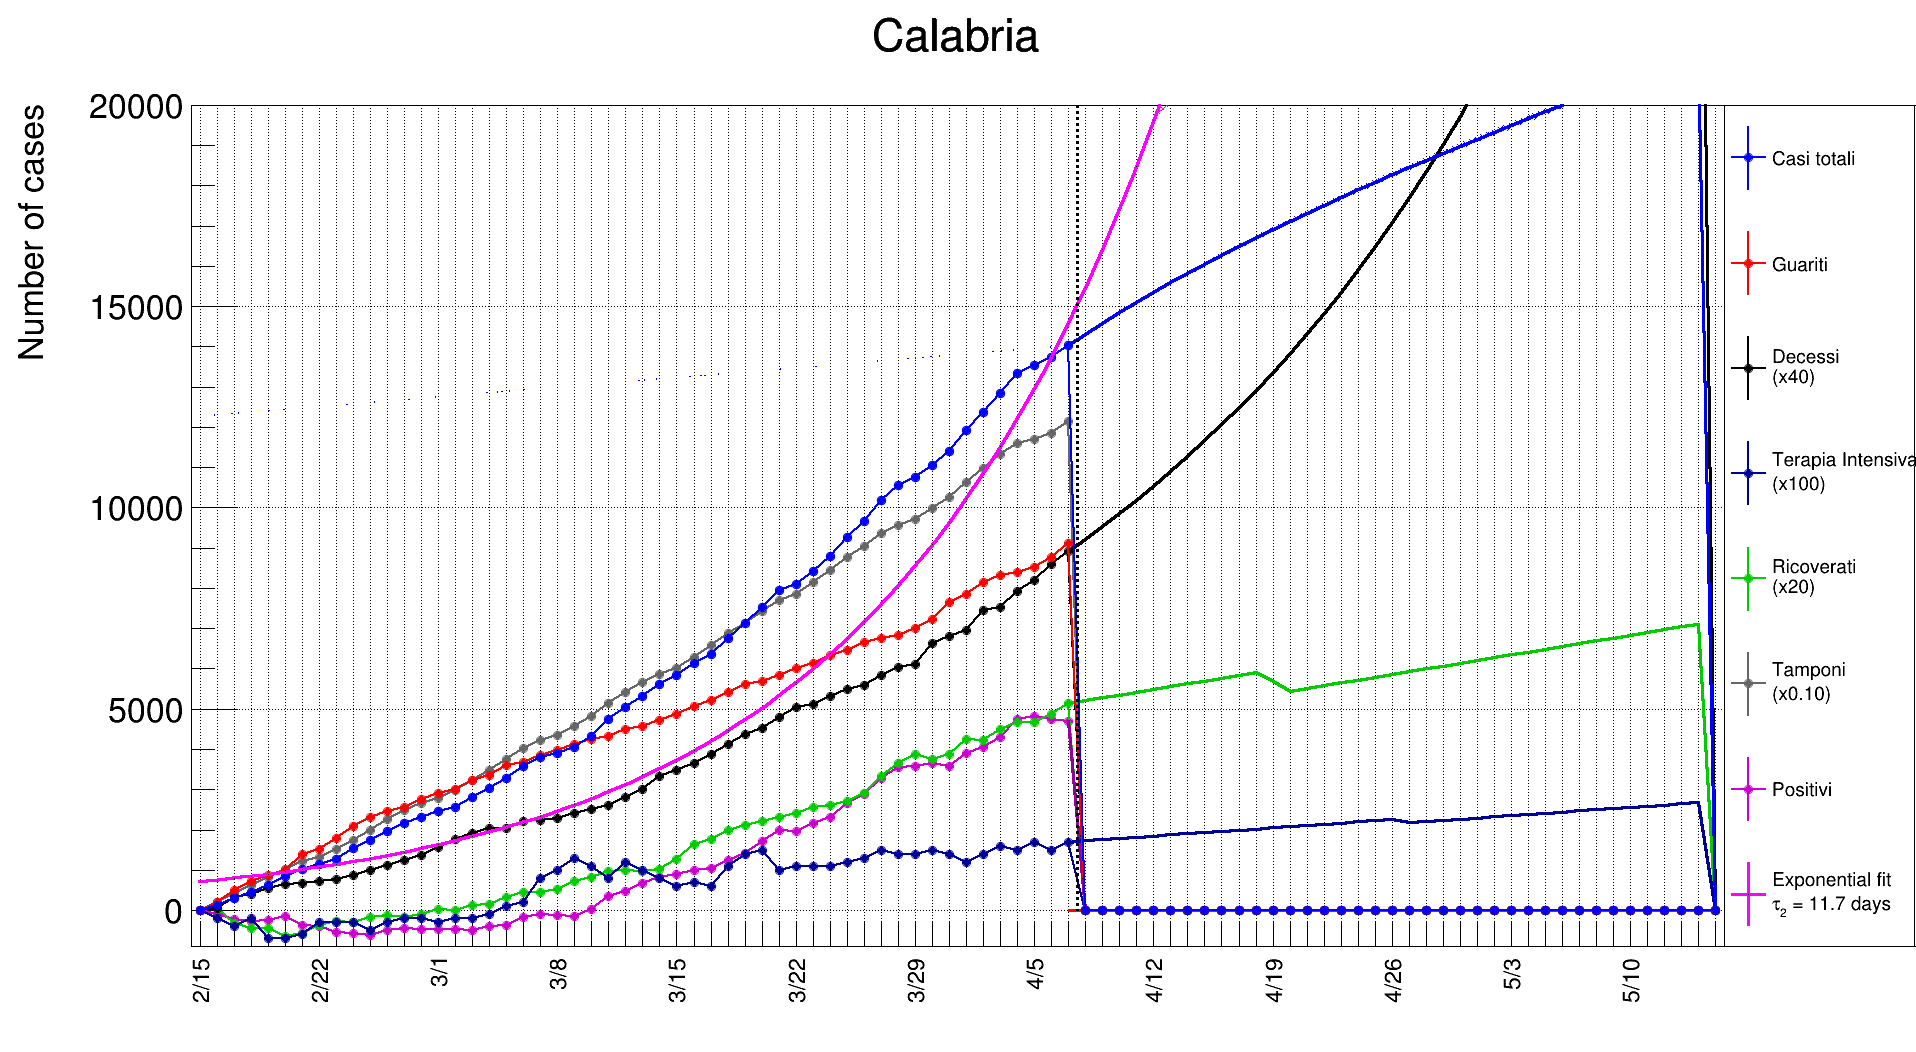 Calabria
Number of cases
20000
15000
10000
5000
0
2/15
2/22
3/1
3/8
3/15
3/22
3/29
4/5
4/12
4/19
4/26
5/3
5/10
Casi totali
Guariti
Decessi
(x40)
Terapia Intensiva
(x100)
Ricoverati
(x20)
Tamponi
(x0.10)
Positivi
Exponential fit
τ2 = 11.7 days